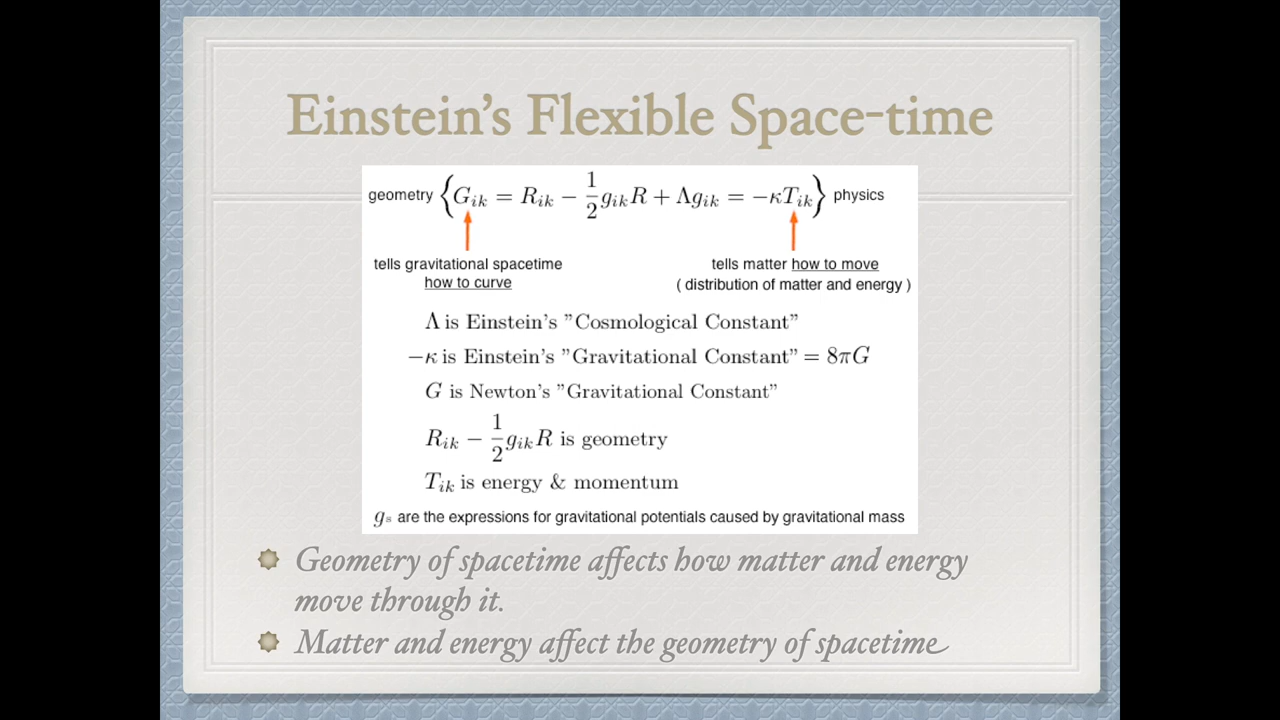 Einstein's Flexible Space-time
geometry {G_ik = R_ik − 1/2 g_ik R + Λg_ik = −κT_ik} physics
tells gravitational spacetime
how to curve
tells matter how to move
( distribution of matter and energy )
Λ is Einstein's ”Cosmological Constant”
−κ is Einstein's ”Gravitational Constant” = 8πG
G is Newton's ”Gravitational Constant”
R_ik − 1/2 g_ik R is geometry
T_ik is energy & momentum
g_s are the expressions for gravitational potentials caused by gravitational mass
Geometry of spacetime affects how matter and energy
move through it.
Matter and energy affect the geometry of spacetime